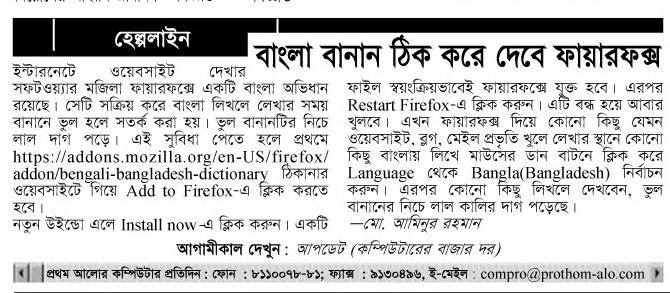 হেল্পলাইন
বাংলা বানান ঠিক করে দেবে ফায়ারফক্স
ইন্টারনেটে ওয়েবসাইট দেখার
সফটওয়্যার মজিলা ফায়ারফক্সে একটি বাংলা অভিধান
রয়েছে। সেটি সক্রিয় করে বাংলা লিখলে লেখার সময়
বানানে ভুল হলে সতর্ক করা হয়। ভুল বানানটির নিচে
লাল দাগ পড়ে। এই সুবিধা পেতে হলে প্রথমে
https://addons.mozilla.org/en-US/firefox/
addon/bengali-bangladesh-dictionary ঠিকানার
ওয়েবসাইটে গিয়ে Add to Firefox-এ ক্লিক করতে
হবে।
নতুন উইন্ডো এলে Install now-এ ক্লিক করুন। একটি
ফাইল স্বয়ংক্রিয়ভাবেই ফায়ারফক্সে যুক্ত হবে। এরপর
Restart Firefox-এ ক্লিক করুন। এটি বন্ধ হয়ে আবার
খুলবে। এখন ফায়ারফক্স দিয়ে কোনো কিছু যেমন
ওয়েবসাইট, ব্লগ, মেইল প্রভৃতি খুলে লেখার স্থানে কোনো
কিছু বাংলায় লিখে মাউসের ডান বাটনে ক্লিক করে
Language থেকে Bangla(Bangladesh) নির্বাচন
করুন। এরপর কোনো কিছু লিখলে দেখবেন, ভুল
বানানের নিচে লাল কালির দাগ পড়েছে।
—মো. আমিনুর রহমান
আগামীকাল দেখুন : আপডেট (কম্পিউটারের বাজার দর)
প্রথম আলোর কম্পিউটার প্রতিদিন : ফোন : ৮১১০০৭৮-৮১; ফ্যাক্স : ৯১৩০৪৯৬, ই-মেইল : compro@prothom-alo.com